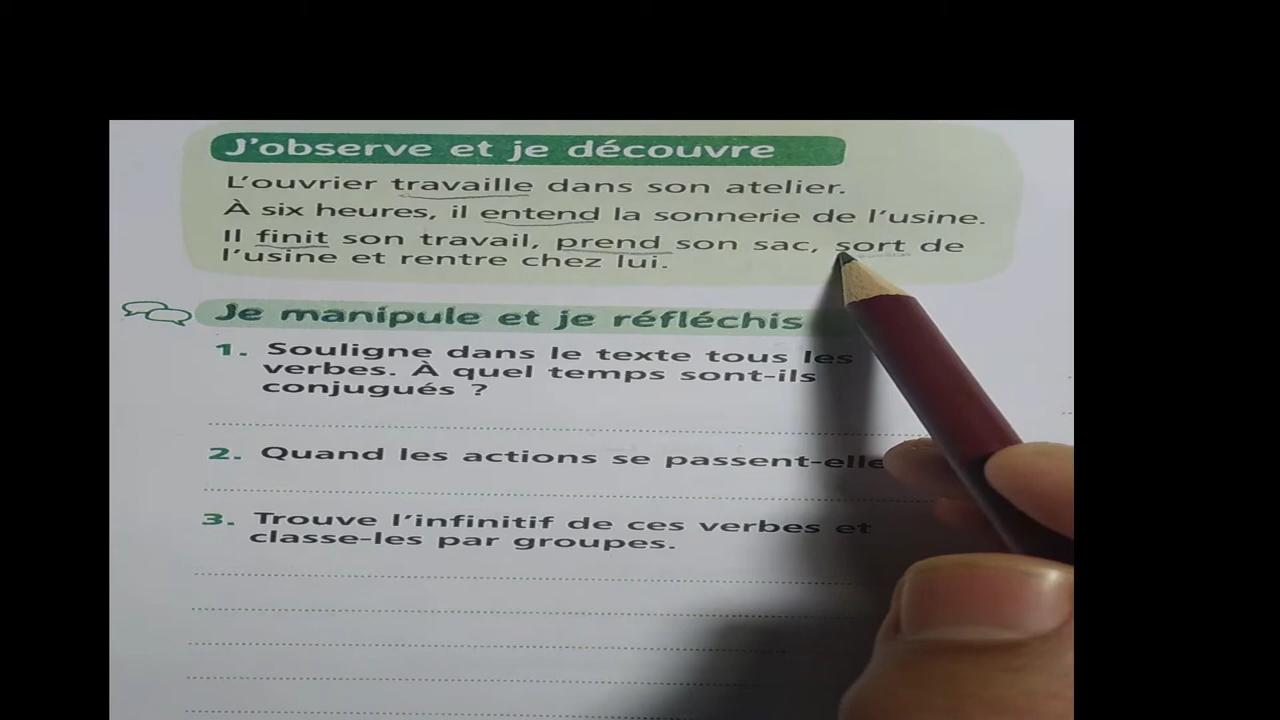 J'observe et je découvre
L'ouvrier travaille dans son atelier.
À six heures, il entend la sonnerie de l'usine.
Il finit son travail, prend son sac, sort de
l'usine et rentre chez lui.
Je manipule et je réfléchis
1. Souligne dans le texte tous les
verbes. À quel temps sont-ils
conjugués ?
2. Quand les actions se passent-elle
3. Trouve l'infinitif de ces verbes et
classe-les par groupes.